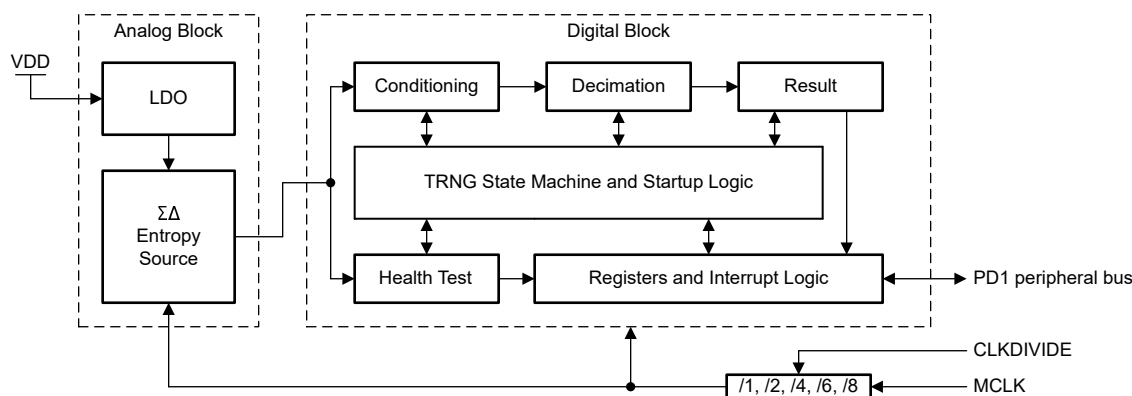 Analog Block
Digital Block
VDD
LDO
Conditioning
Decimation
Result
ΣΔ
Entropy
Source
TRNG State Machine and Startup Logic
Health Test
Registers and Interrupt Logic
PD1 peripheral bus
CLKDIVIDE
/1, /2, /4, /6, /8
MCLK